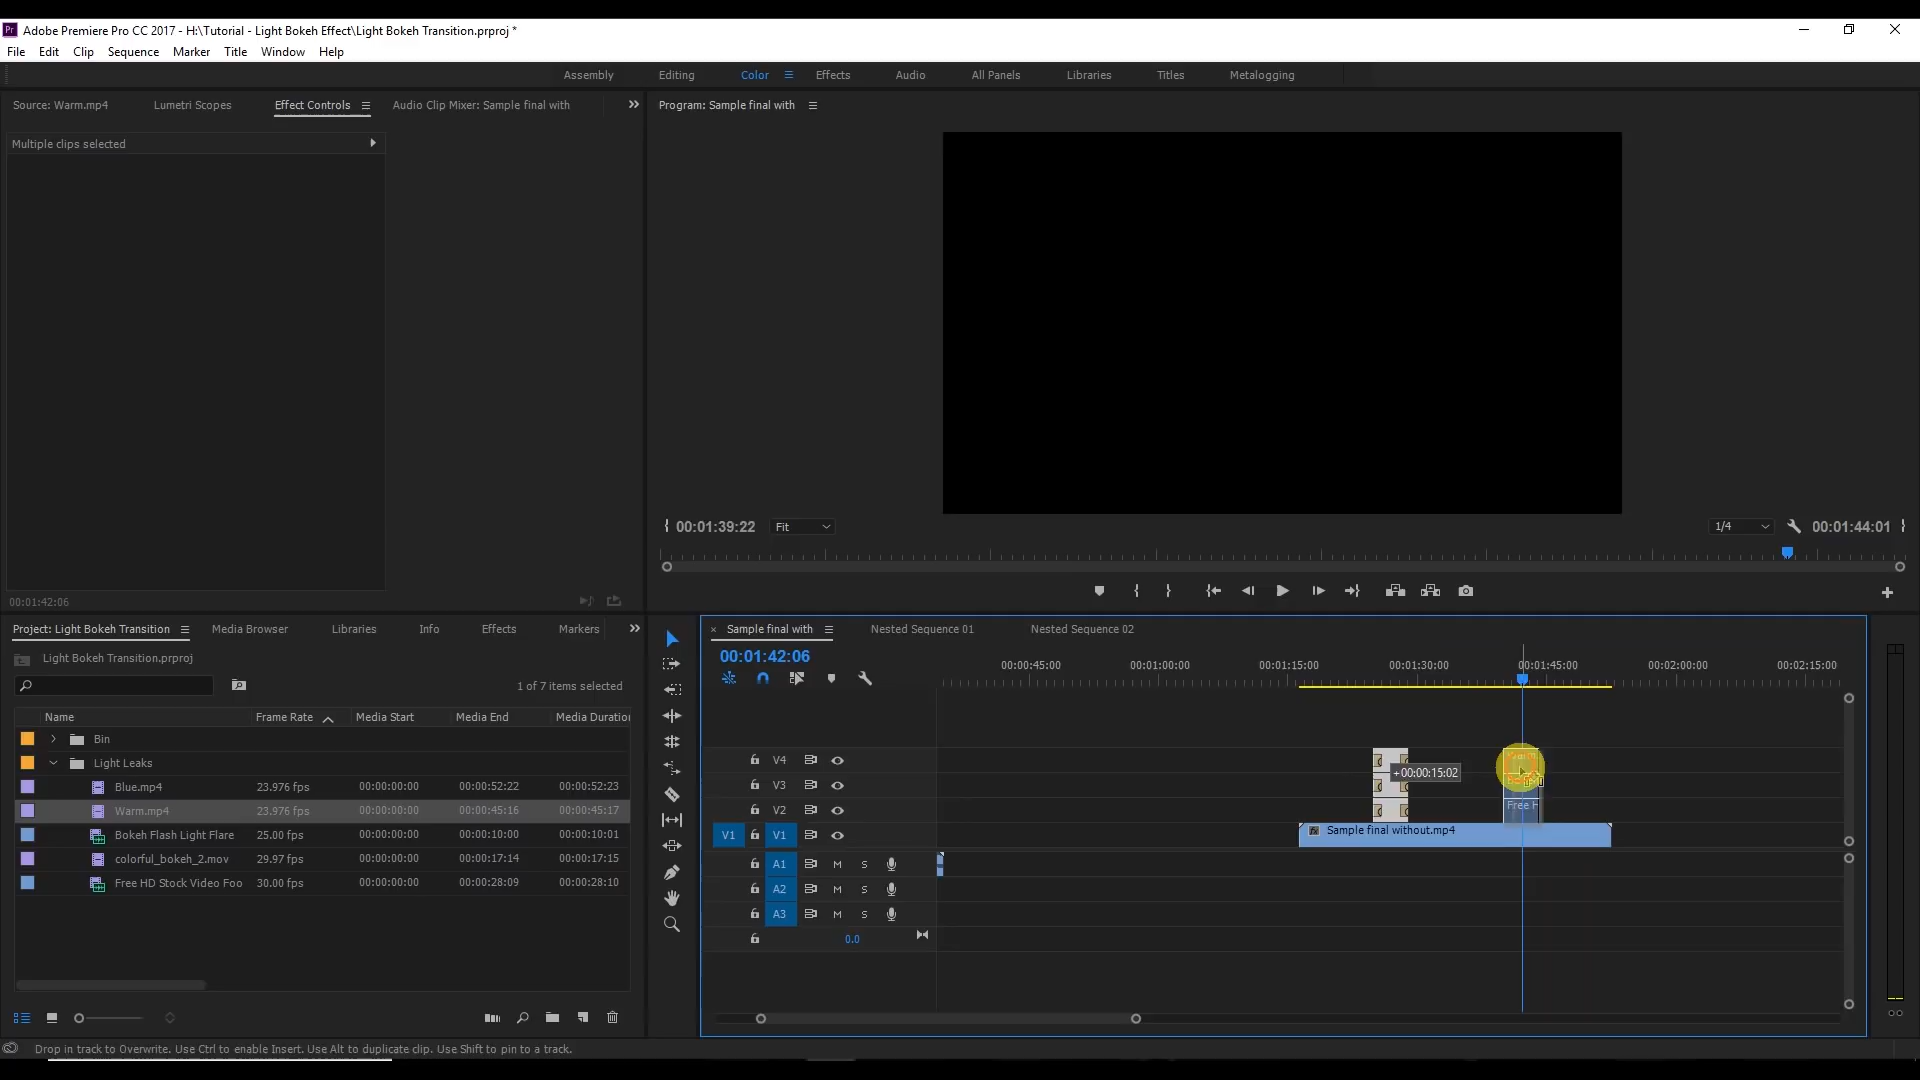 Adobe Premiere Pro CC 2017 - H:\Tutorial - Light Bokeh Effect\Light Bokeh Transition.prproj *
File Edit Clip Sequence Marker Title Window Help
Assembly Editing Color Effects Audio All Panels Libraries Titles Metalogging
Source: Warm.mp4 Lumetri Scopes Effect Controls Audio Clip Mixer: Sample final with
Program: Sample final with
Multiple clips selected
00:01:39:22 Fit 1/4 00:01:44:01
00:01:42:06
Project: Light Bokeh Transition Media Browser Libraries Info Effects Markers
Light Bokeh Transition.prproj
1 of 7 items selected
Name Frame Rate Media Start Media End Media Duration
Bin
Light Leaks
Blue.mp4 23.976 fps 00:00:00:00 00:00:52:22 00:00:52:23
Warm.mp4 23.976 fps 00:00:00:00 00:00:45:16 00:00:45:17
Bokeh Flash Light Flare 25.00 fps 00:00:00:00 00:00:10:00 00:00:10:01
colorful_bokeh_2.mov 29.97 fps 00:00:00:00 00:00:17:14 00:00:17:15
Free HD Stock Video Foo 30.00 fps 00:00:00:00 00:00:28:09 00:00:28:10
Sample final with Nested Sequence 01 Nested Sequence 02
00:01:42:06
00:00:45:00 00:01:00:00 00:01:15:00 00:01:30:00 00:01:45:00 00:02:00:00 00:02:15:00
V4
V3 +00:00:15:02
V2 Free H
V1 V1 Sample final without.mp4
A1 M S
A2 M S
A3 M S
0.0
Drop in track to Overwrite. Use Ctrl to enable Insert. Use Alt to duplicate clip. Use Shift to pin to a track.